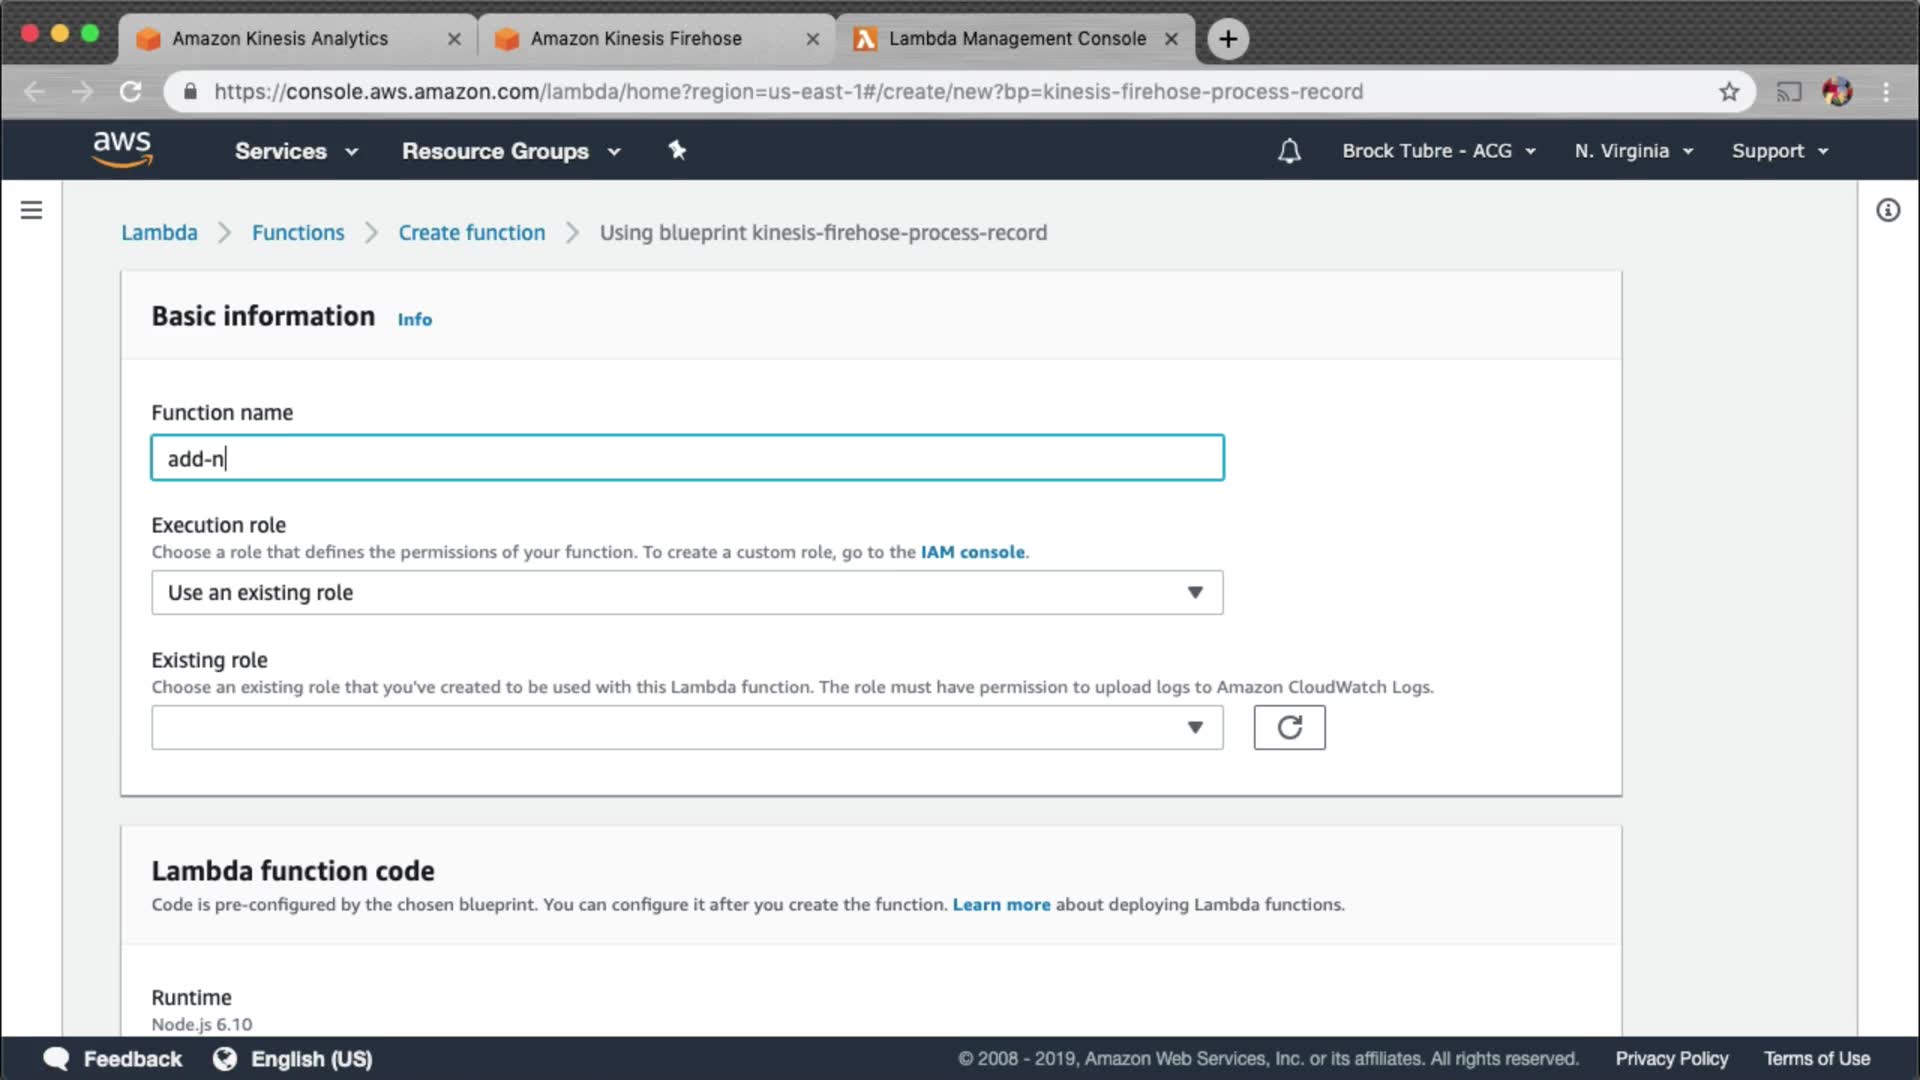 Amazon Kinesis Analytics
Amazon Kinesis Firehose
Lambda Management Console
https://console.aws.amazon.com/lambda/home?region=us-east-1#/create/new?bp=kinesis-firehose-process-record
aws
Services
Resource Groups
Brock Tubre - ACG
N. Virginia
Support
Lambda
Functions
Create function
Using blueprint kinesis-firehose-process-record
Basic information Info
Function name
add-n
Execution role
Choose a role that defines the permissions of your function. To create a custom role, go to the IAM console.
Use an existing role
Existing role
Choose an existing role that you've created to be used with this Lambda function. The role must have permission to upload logs to Amazon CloudWatch Logs.
Lambda function code
Code is pre-configured by the chosen blueprint. You can configure it after you create the function. Learn more about deploying Lambda functions.
Runtime
Node.js 6.10
Feedback
English (US)
© 2008 - 2019, Amazon Web Services, Inc. or its affiliates. All rights reserved.
Privacy Policy
Terms of Use